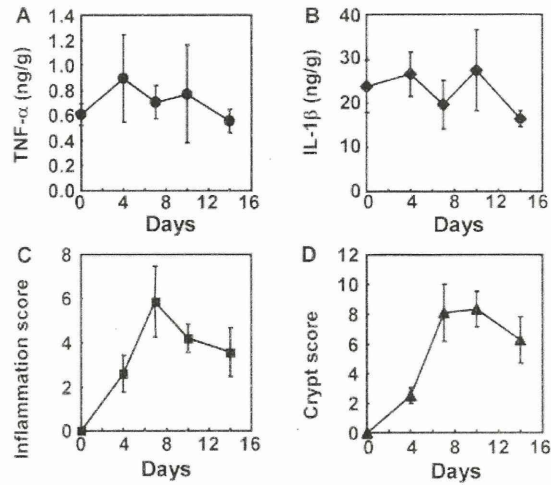 A
TNF-α (ng/g)
1.4
1.2
1.0
0.8
0.6
0.4
0.2
0.0
0 4 8 12 16
Days
B
IL-1β (ng/g)
40
30
20
10
0
0 4 8 12 16
Days
C
Inflammation score
8
6
4
2
0
0 4 8 12 16
Days
D
Crypt score
12
10
8
6
4
2
0
0 4 8 12 16
Days